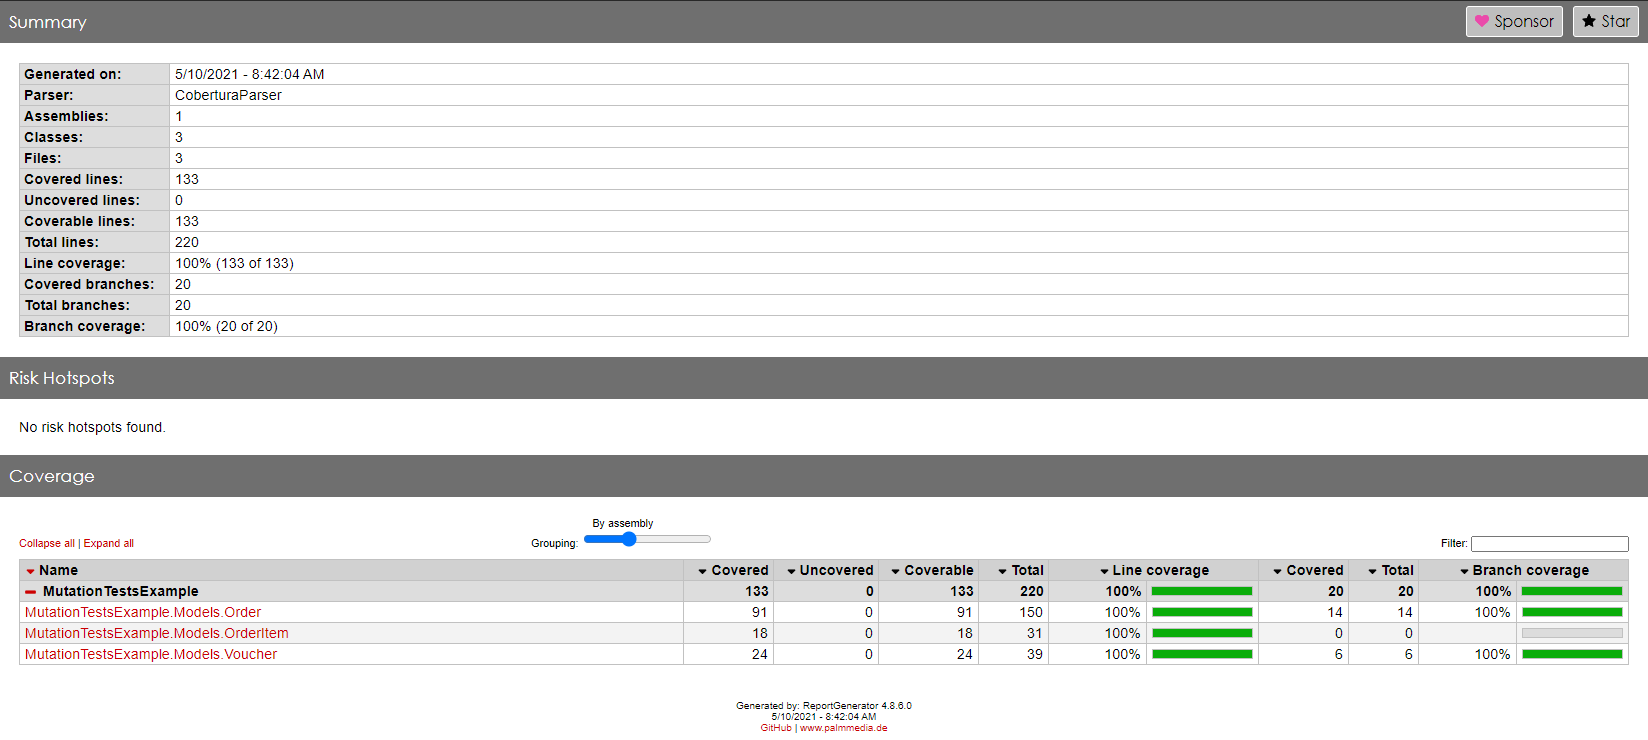 Summary
Sponsor Star
Generated on: 5/10/2021 - 8:42:04 AM
Parser: CoberturaParser
Assemblies: 1
Classes: 3
Files: 3
Covered lines: 133
Uncovered lines: 0
Coverable lines: 133
Total lines: 220
Line coverage: 100% (133 of 133)
Covered branches: 20
Total branches: 20
Branch coverage: 100% (20 of 20)
Risk Hotspots
No risk hotspots found.
Coverage
By assembly
Collapse all | Expand all Grouping: Filter:
Name Covered Uncovered Coverable Total Line coverage Covered Total Branch coverage
MutationTestsExample 133 0 133 220 100% 20 20 100%
MutationTestsExample.Models.Order 91 0 91 150 100% 14 14 100%
MutationTestsExample.Models.OrderItem 18 0 18 31 100% 0 0
MutationTestsExample.Models.Voucher 24 0 24 39 100% 6 6 100%
Generated by: ReportGenerator 4.8.6.0
5/10/2021 - 8:42:04 AM
GitHub | www.palmmedia.de